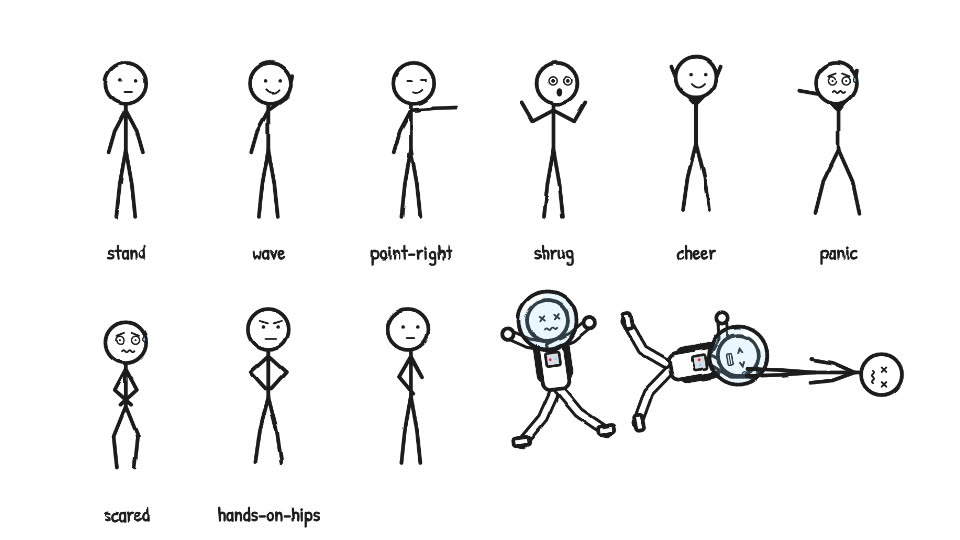 stand
wave
point-right
shrug
cheer
panic
scared
hands-on-hips